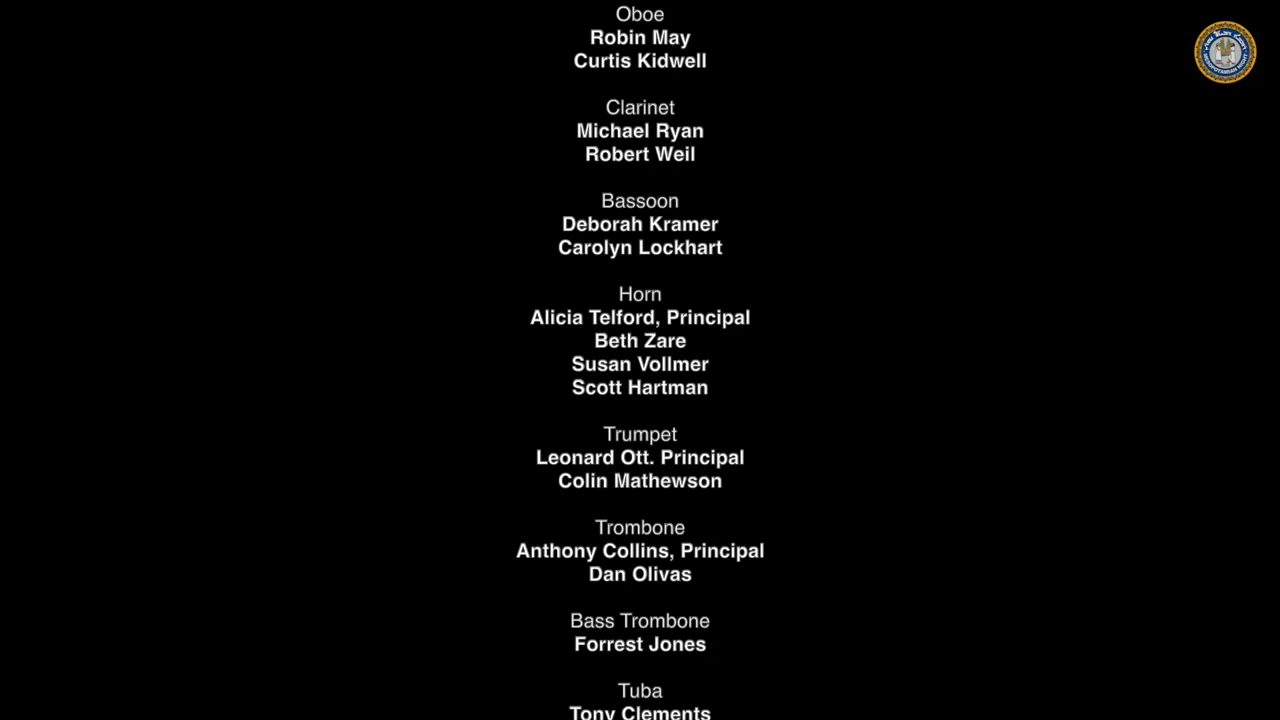 Oboe
Robin May
Curtis Kidwell
Clarinet
Michael Ryan
Robert Weil
Bassoon
Deborah Kramer
Carolyn Lockhart
Horn
Alicia Telford, Principal
Beth Zare
Susan Vollmer
Scott Hartman
Trumpet
Leonard Ott. Principal
Colin Mathewson
Trombone
Anthony Collins, Principal
Dan Olivas
Bass Trombone
Forrest Jones
Tuba
Tony Clements
MESOPOTAMIAN NIGHT